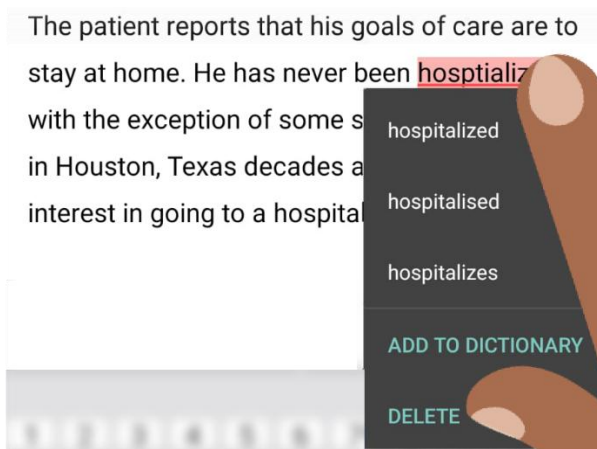 The patient reports that his goals of care are to
stay at home. He has never been hosptializ
with the exception of some s
in Houston, Texas decades a
interest in going to a hospital
hospitalized
hospitalised
hospitalizes
ADD TO DICTIONARY
DELETE